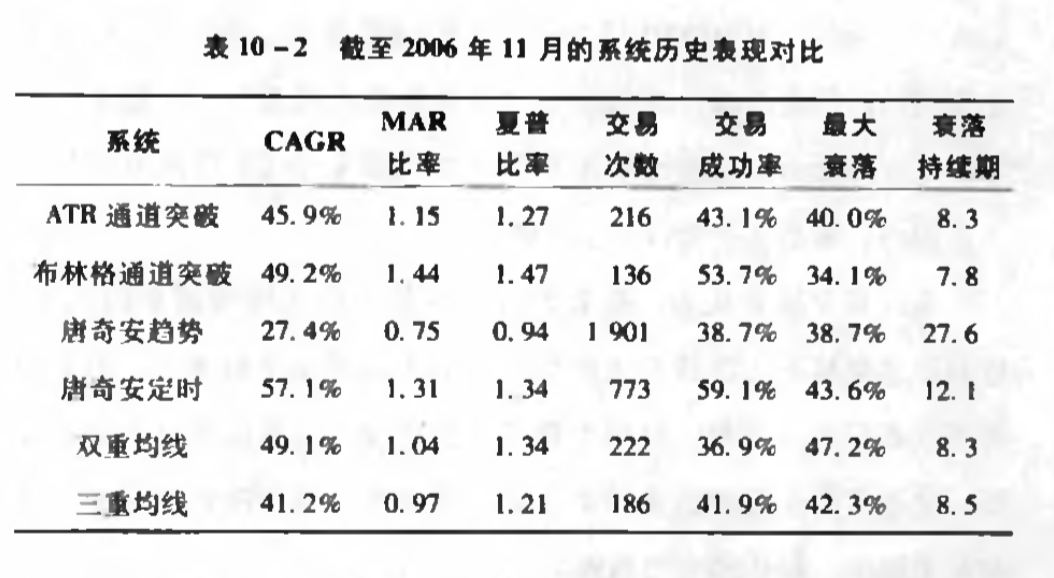 表 10-2 截至 2006 年 11 月的系统历史表现对比
系统 CAGR MAR 比率 夏普 比率 交易 次数 交易 成功率 最大 衰落 衰落 持续期
ATR 通道突破 45.9% 1.15 1.27 216 43.1% 40.0% 8.3
布林格通道突破 49.2% 1.44 1.47 136 53.7% 34.1% 7.8
唐奇安趋势 27.4% 0.75 0.94 1 901 38.7% 38.7% 27.6
唐奇安定时 57.1% 1.31 1.34 773 59.1% 43.6% 12.1
双重均线 49.1% 1.04 1.34 222 36.9% 47.2% 8.3
三重均线 41.2% 0.97 1.21 186 41.9% 42.3% 8.5